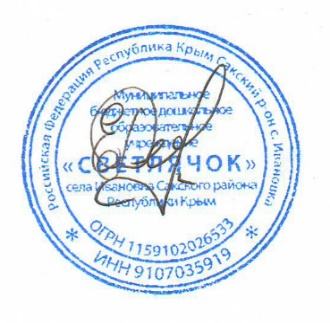 Российская Федерация Республика Крым Сакский р-он с. Ивановка
Муниципальное
бюджетное дошкольное
образовательное
учреждение
«СВЕТЛЯЧОК»
села Ивановка Сакского района
Республики Крым
ОГРН 1159102026533
* ИНН 9107035919 *